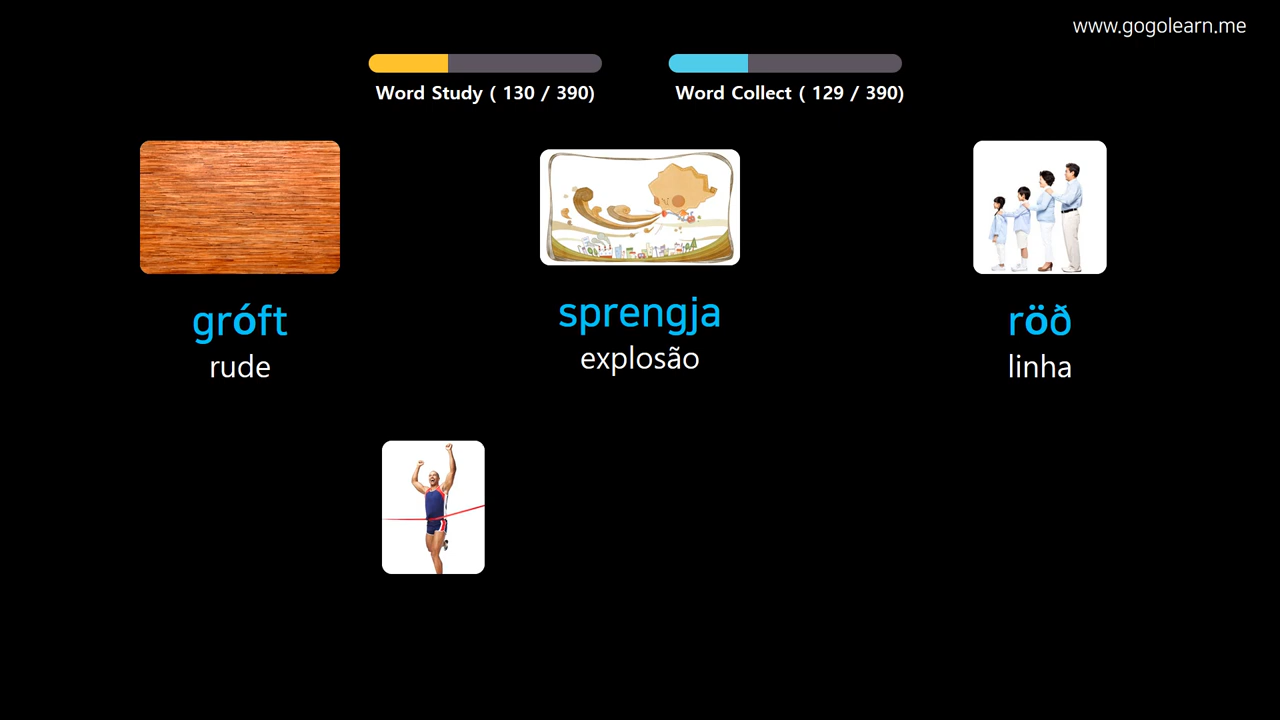 www.gogolearn.me
Word Study ( 130 / 390)
Word Collect ( 129 / 390)
gróft
rude
sprengja
explosão
röð
linha